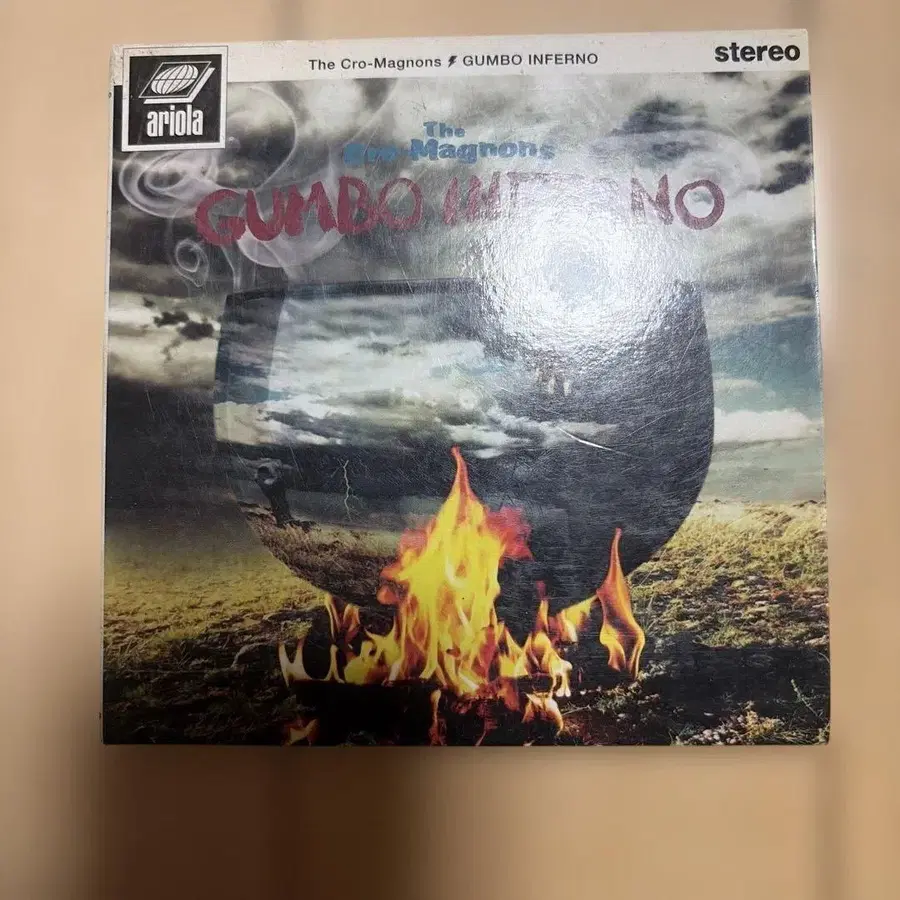 The Cro-Magnons GUMBO INFERNO
stereo
ariola
The
Cro-Magnons
GUMBO INFERNO